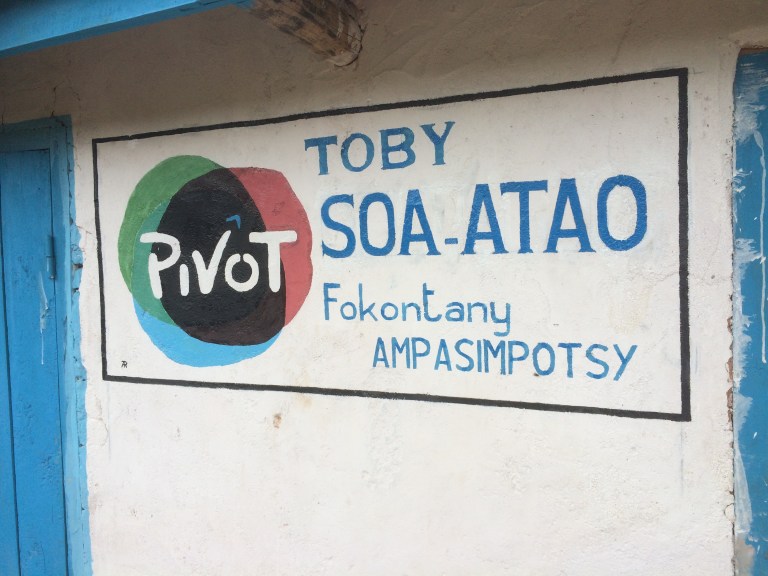 PIVOT
TOBY
SOA-ATAO
Fokontany
AMPASIMPOTSY